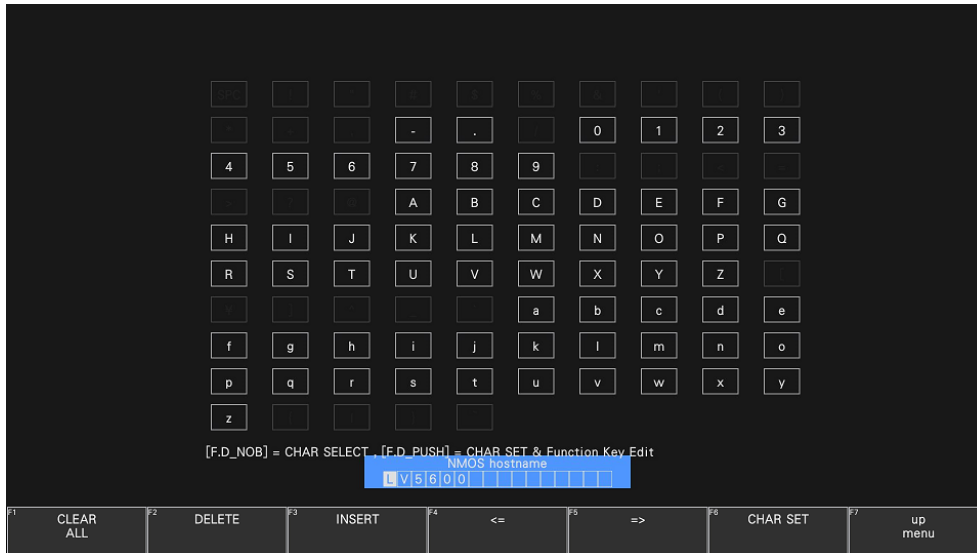 SPC $ % &
- . 0 1 2 3
4 5 6 7 8 9
A B C D E F G
H I J K L M N O P Q
R S T U V W X Y Z
a b c d e
f g h i j k l m n o
p q r s t u v w x y
z
[F.D_NOB] = CHAR SELECT , [F.D_PUSH] = CHAR SET & Function Key Edit
NMOS hostname
LV5600
F1 CLEAR ALL F2 DELETE F3 INSERT F4 <= F5 => F6 CHAR SET F7 up menu